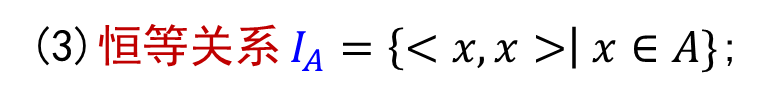 (3) 恒等关系 I_A = {< x, x >| x ∈ A};